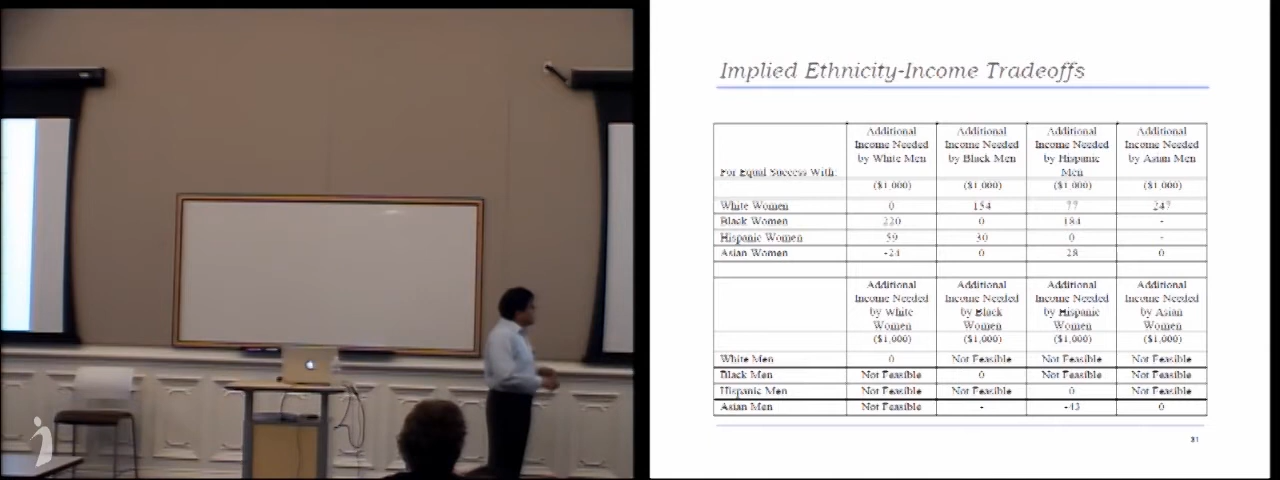 Implied Ethnicity-Income Tradeoffs
For Equal Success With: Additional Income Needed by White Men Additional Income Needed by Black Men Additional Income Needed by Hispanic Men Additional Income Needed by Asian Men
($1,000) ($1,000) ($1,000) ($1,000)
White Women 0 154 77 247
Black Women 220 0 184 -
Hispanic Women 59 30 0 -
Asian Women -24 0 28 0
Additional Income Needed by White Women ($1,000) Additional Income Needed by Black Women ($1,000) Additional Income Needed by Hispanic Women ($1,000) Additional Income Needed by Asian Women ($1,000)
White Men 0 Not Feasible Not Feasible Not Feasible
Black Men Not Feasible 0 Not Feasible Not Feasible
Hispanic Men Not Feasible Not Feasible 0 Not Feasible
Asian Men Not Feasible - -43 0
31